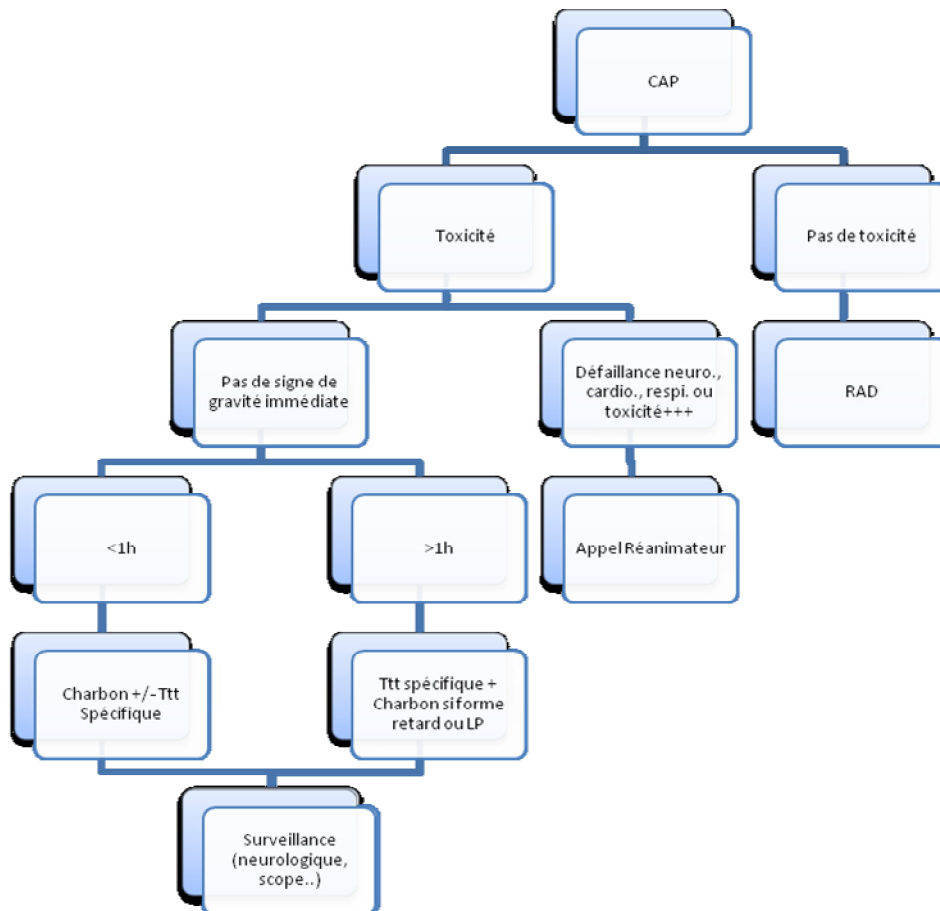 CAP
Toxicité
Pas de toxicité
Pas de signe de
gravité immédiate
Défaillance neuro.,
cardio., respi. ou
toxicité+++
RAD
<1h
>1h
Appel Réanimateur
Charbon +/- Ttt
Spécifique
Ttt spécifique +
Charbon si forme
retard ou LP
Surveillance
(neurologique,
scope..)